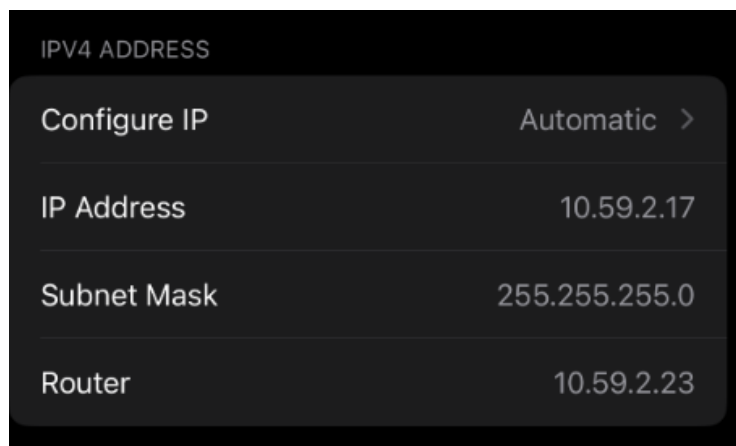 IPV4 ADDRESS
Configure IP Automatic >
IP Address 10.59.2.17
Subnet Mask 255.255.255.0
Router 10.59.2.23